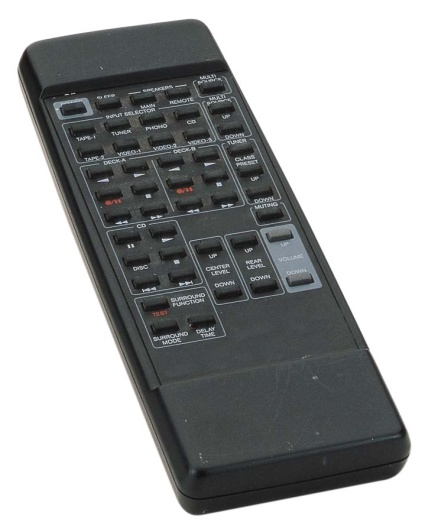 SLEEP
SPEAKERS
MULTI
SOURCE
MAIN
REMOTE
INPUT SELECTOR
MULTI
SOURCE
TAPE-1
TUNER
PHONO
CD
UP
TAPE-2
VIDEO-1
VIDEO-2
VIDEO-3
DOWN
DECK-A
DECK-B
TUNER
CLASS
PRESET
UP
DOWN
MUTING
CD
DISC
UP
CENTER
LEVEL
DOWN
UP
REAR
LEVEL
DOWN
UP
VOLUME
DOWN
SURROUND
FUNCTION
TEST
SURROUND
MODE
DELAY
TIME